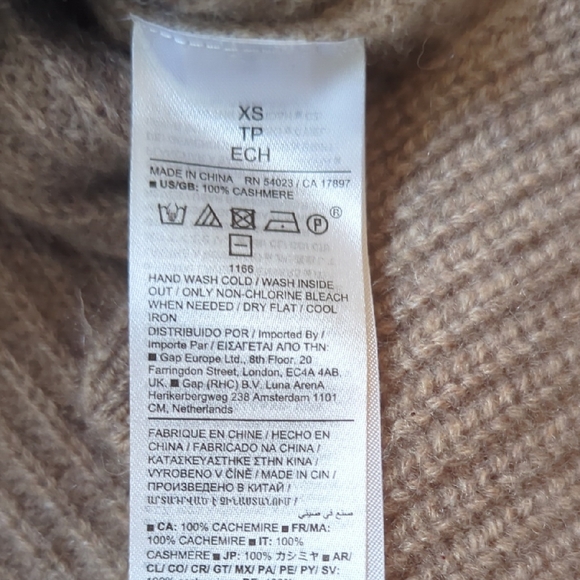 XS
TP
ECH
MADE IN CHINA RN 54023 / CA 17897
■ US/GB: 100% CASHMERE
P ®
1166
HAND WASH COLD / WASH INSIDE
OUT / ONLY NON-CHLORINE BLEACH
WHEN NEEDED / DRY FLAT / COOL
IRON
DISTRIBUIDO POR / Imported By /
Importe Par / ΕΙΣΑΓΕΤΑΙ ΑΠΟ ΤΗΝ:
■ Gap Europe Ltd., 8th Floor, 20
Farringdon Street, London, EC4A 4AB,
UK. ■ Gap (RHC) B.V. Luna ArenA
Herikerbergweg 238 Amsterdam 1101
CM, Netherlands
FABRIQUE EN CHINE / HECHO EN
CHINA / FABRICADO NA CHINA /
ΚΑΤΑΣΚΕΥΑΣΤΗΚΕ ΣΤΗΝ ΚΙΝΑ /
VYROBENO V ČÍNĚ / MADE IN CIN /
ПРОИЗВЕДЕНО В КИТАЙ /
ԱՐՏԱԴՐՎԱԾ Է ՉԻՆԱՍՏԱՆՈՒՄ /
صنع في صيني
■ CA: 100% CACHEMIRE ■ FR/MA:
100% CACHEMIRE ■ IT: 100%
CASHMERE ■ JP: 100% カシミヤ ■ AR/
CL/ CO/ CR/ GT/ MX/ PA/ PE/ PY/ SV: